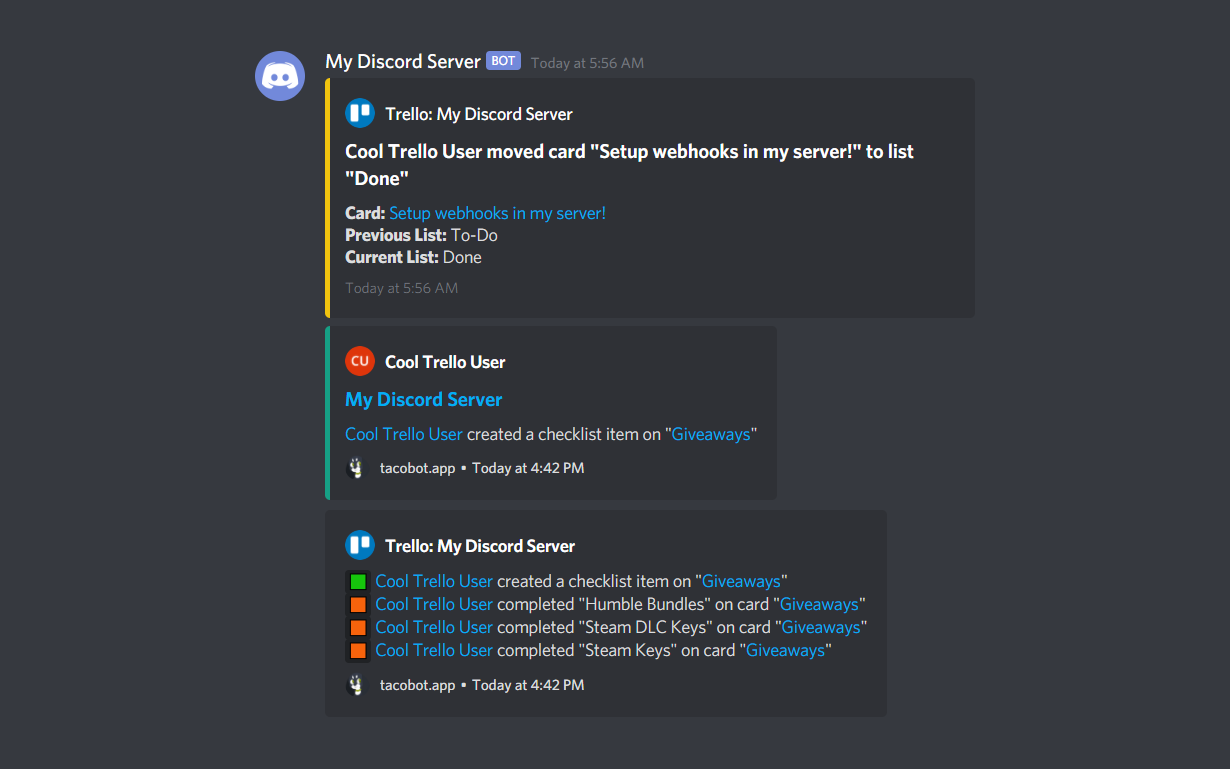 My Discord Server BOT Today at 5:56 AM
Trello: My Discord Server
Cool Trello User moved card "Setup webhooks in my server!" to list
"Done"
Card: Setup webhooks in my server!
Previous List: To-Do
Current List: Done
Today at 5:56 AM
CU Cool Trello User
My Discord Server
Cool Trello User created a checklist item on "Giveaways"
tacobot.app • Today at 4:42 PM
Trello: My Discord Server
Cool Trello User created a checklist item on "Giveaways"
Cool Trello User completed "Humble Bundles" on card "Giveaways"
Cool Trello User completed "Steam DLC Keys" on card "Giveaways"
Cool Trello User completed "Steam Keys" on card "Giveaways"
tacobot.app • Today at 4:42 PM